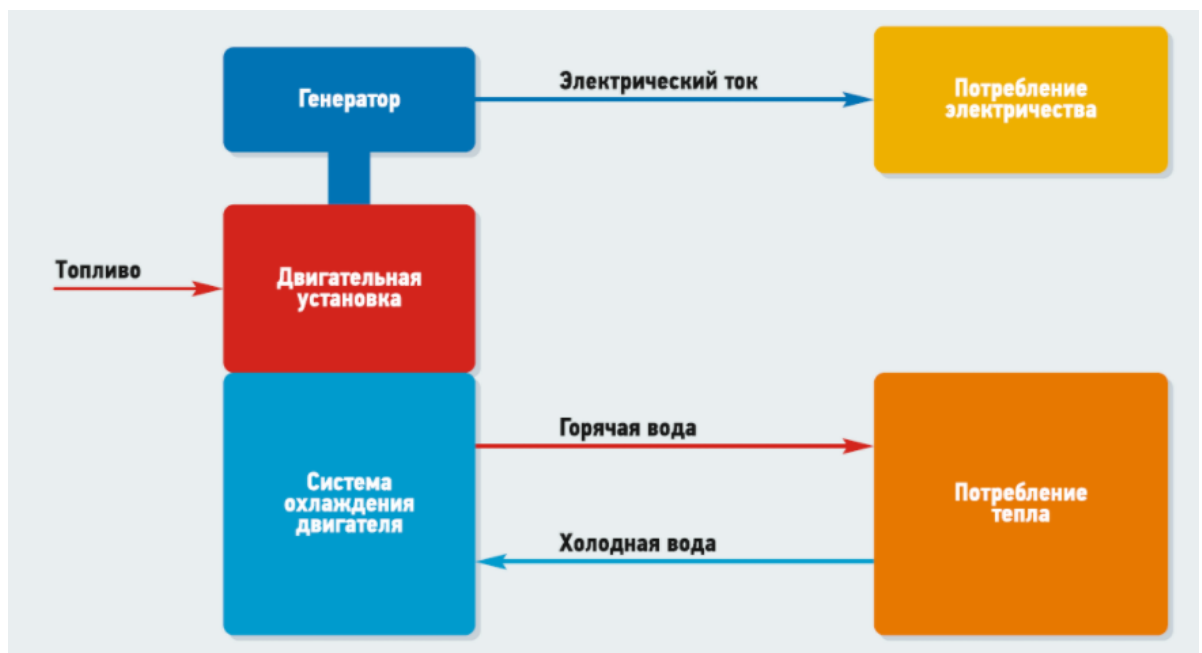 Генератор
Электрический ток
Потребление
электричества
Топливо
Двигательная
установка
Горячая вода
Система
охлаждения
двигателя
Потребление
тепла
Холодная вода